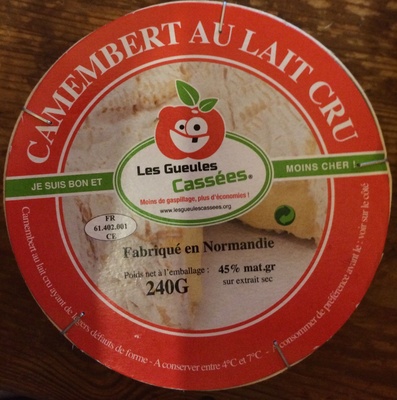 CAMEMBERT AU LAIT CRU
Les Gueules
Cassées®
Moins de gaspillage, plus d'économies !
www.lesgueulescassees.org
JE SUIS BON ET
MOINS CHER !
FR
61.402.001
CE
Fabriqué en Normandie
Poids net à l'emballage :
240G
45% mat.gr
sur extrait sec
Camembert au lait cru ayant de légers défauts de forme - A conserver entre 4°C et 7°C - à consommer de préférence avant le : voir sur le côté